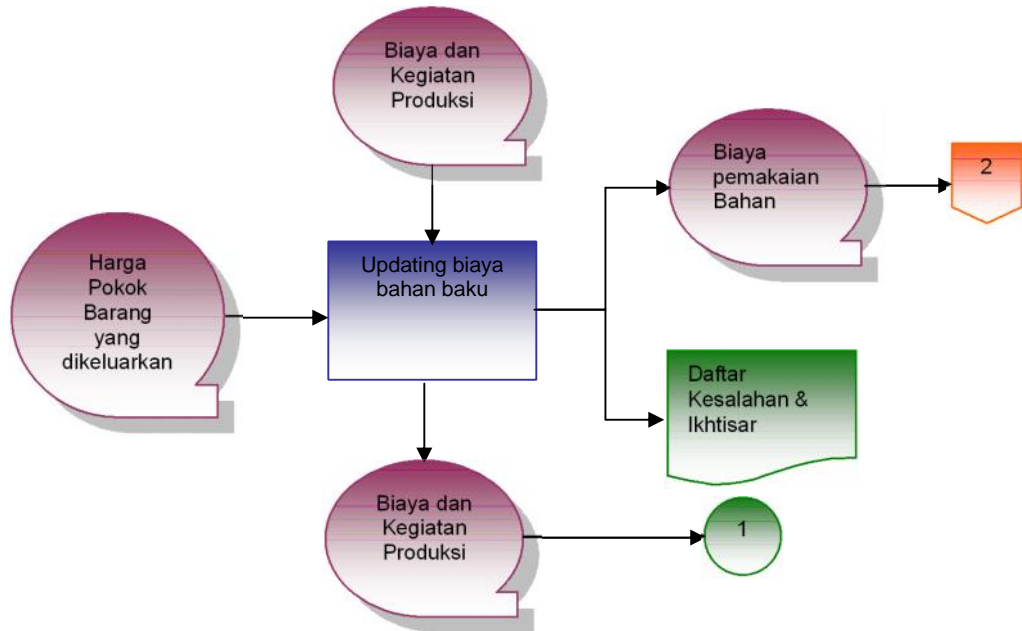 Biaya dan
Kegiatan
Produksi
Biaya
pemakaian
Bahan
2
Harga
Pokok
Barang
yang
dikeluarkan
Updating biaya
bahan baku
Daftar
Kesalahan &
Ikhtisar
Biaya dan
Kegiatan
Produksi
1